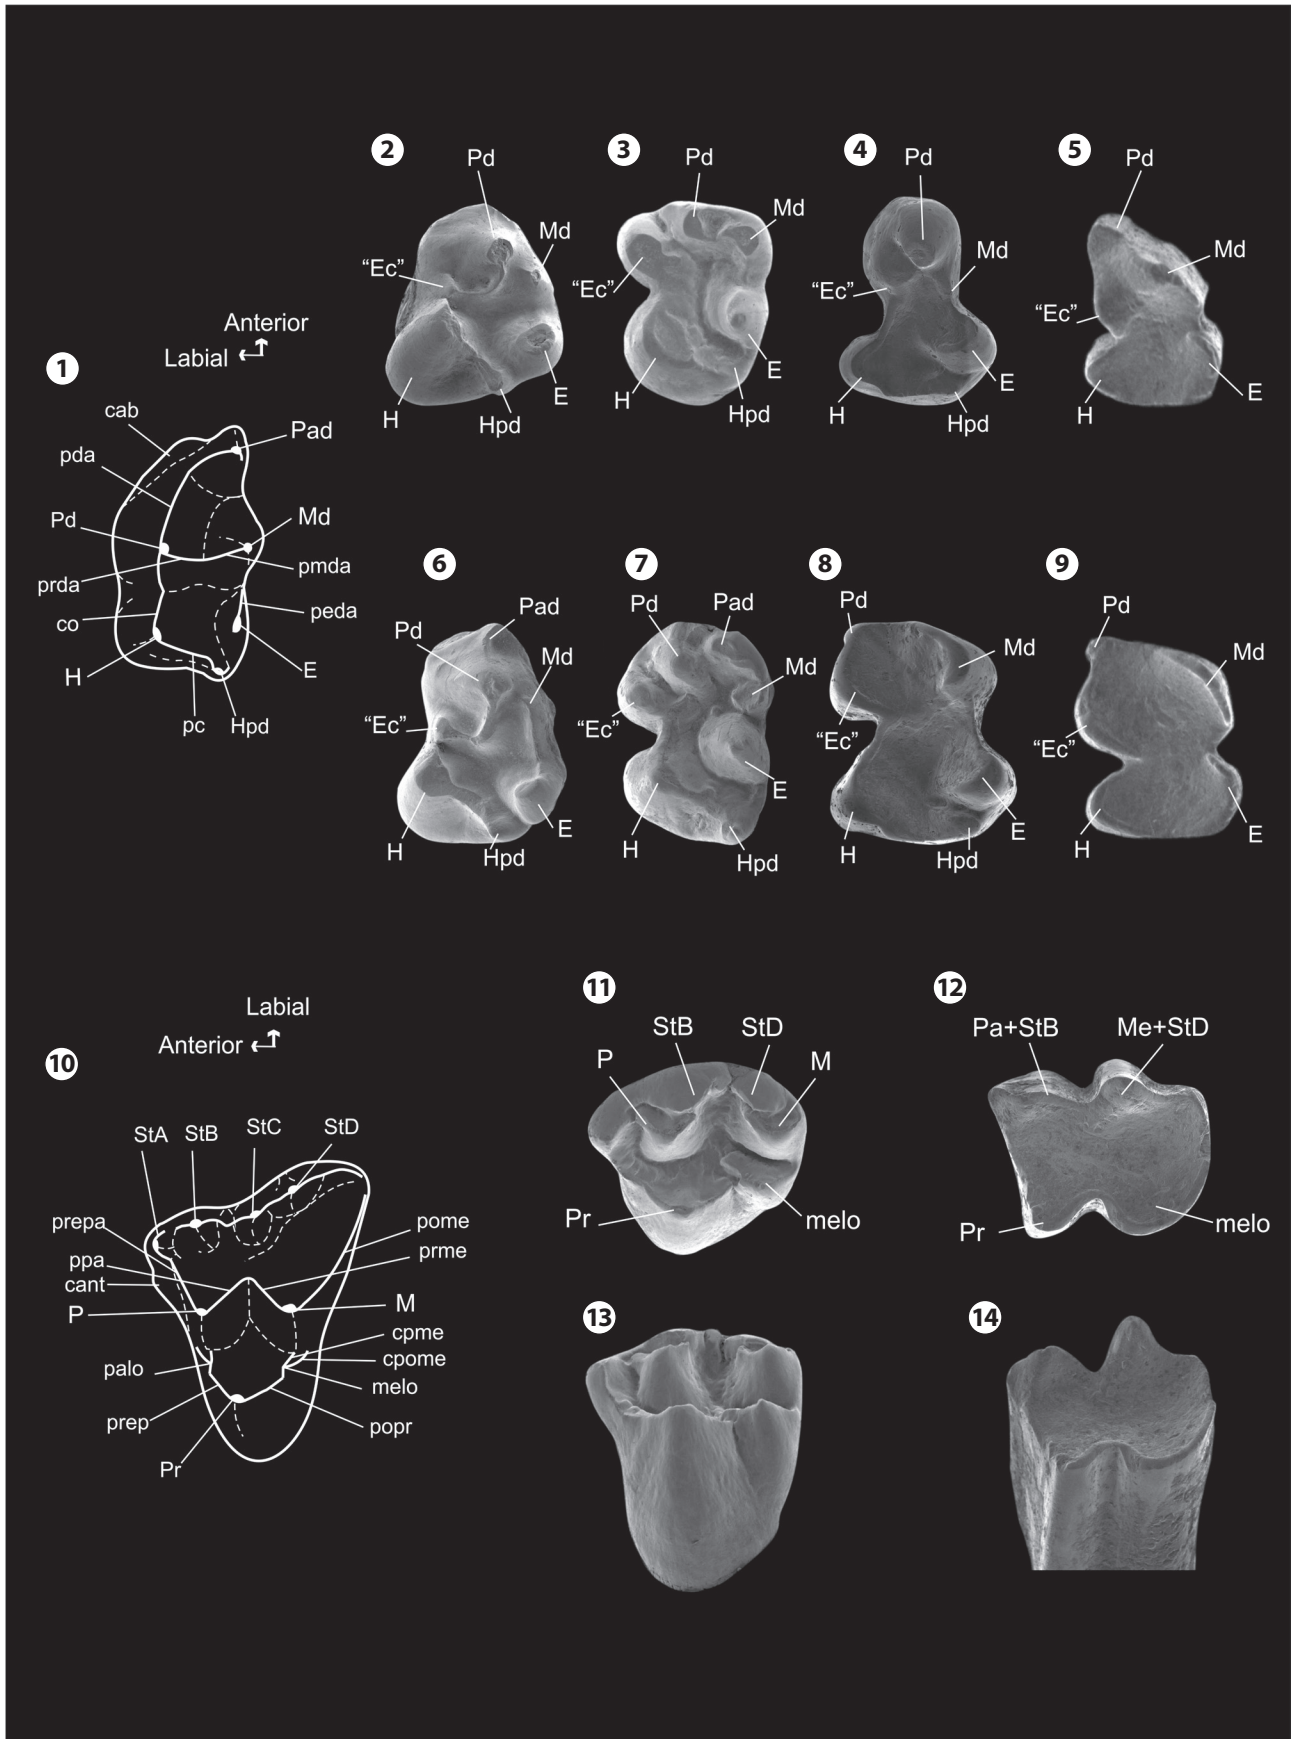 2
Pd
Md
“Ec”
H
Hpd
E
3
Pd
Md
“Ec”
H
Hpd
E
4
Pd
Md
“Ec”
H
Hpd
E
5
Pd
Md
“Ec”
H
E
Anterior
Labial
1
cab
Pad
pda
Pd
Md
prda
pmda
co
peda
H
E
pc
Hpd
6
Pad
Pd
Md
“Ec”
H
Hpd
E
7
Pd
Pad
Md
“Ec”
E
H
Hpd
8
Pd
Md
“Ec”
H
Hpd
E
9
Pd
Md
“Ec”
H
E
Labial
Anterior
10
StA
StB
StC
StD
prepa
pome
ppa
prme
cant
P
M
cpme
palo
cpome
melo
prep
popr
Pr
11
StB
StD
P
M
Pr
melo
12
Pa+StB
Me+StD
Pr
melo
13
14